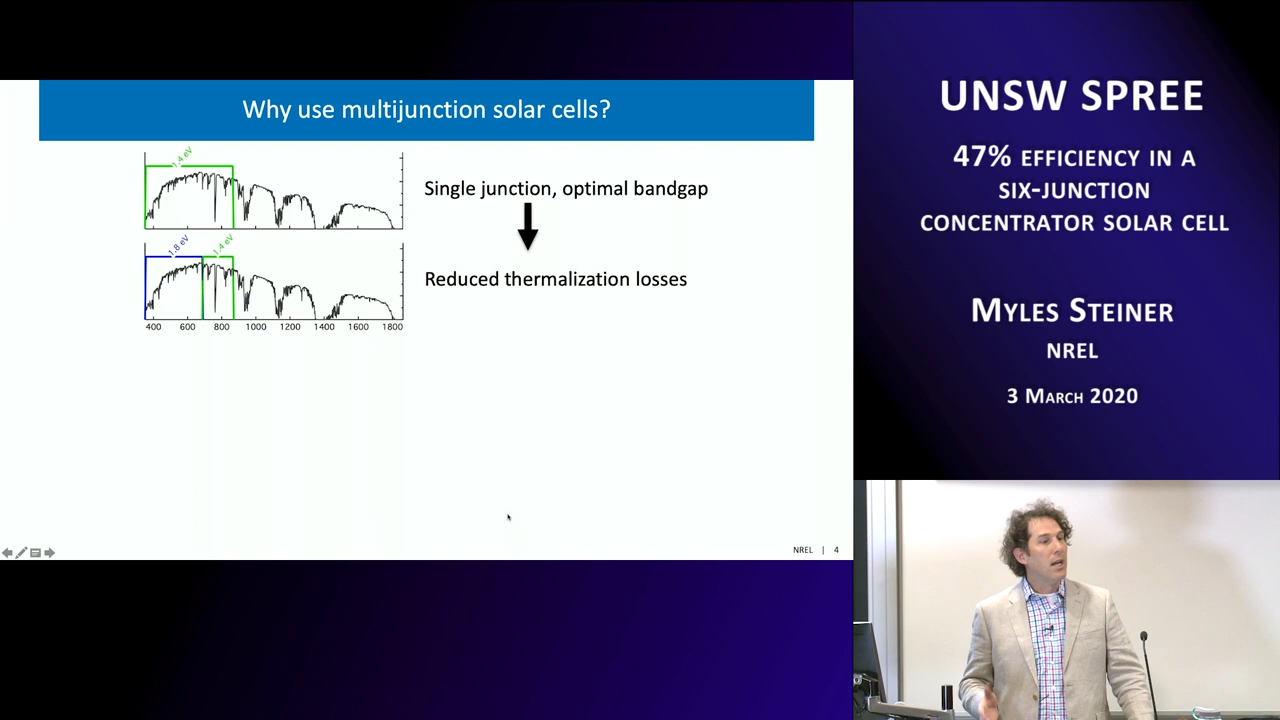 Why use multijunction solar cells?
1.4 eV
Single junction, optimal bandgap
1.8 eV
1.4 eV
Reduced thermalization losses
400 600 800 1000 1200 1400 1600 1800
NREL | 4
UNSW SPREE
47% EFFICIENCY IN A
SIX-JUNCTION
CONCENTRATOR SOLAR CELL
MYLES STEINER
NREL
3 MARCH 2020